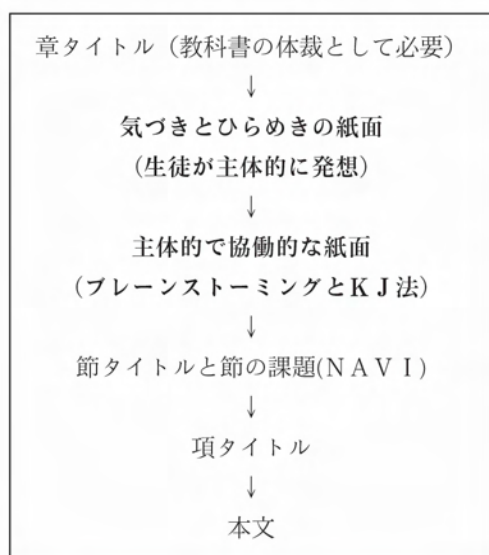 章タイトル（教科書の体裁として必要）
↓
気づきとひらめきの紙面
（生徒が主体的に発想）
↓
主体的で協働的な紙面
（ブレーンストーミングとＫＪ法）
↓
節タイトルと節の課題(ＮＡＶＩ)
↓
項タイトル
↓
本文